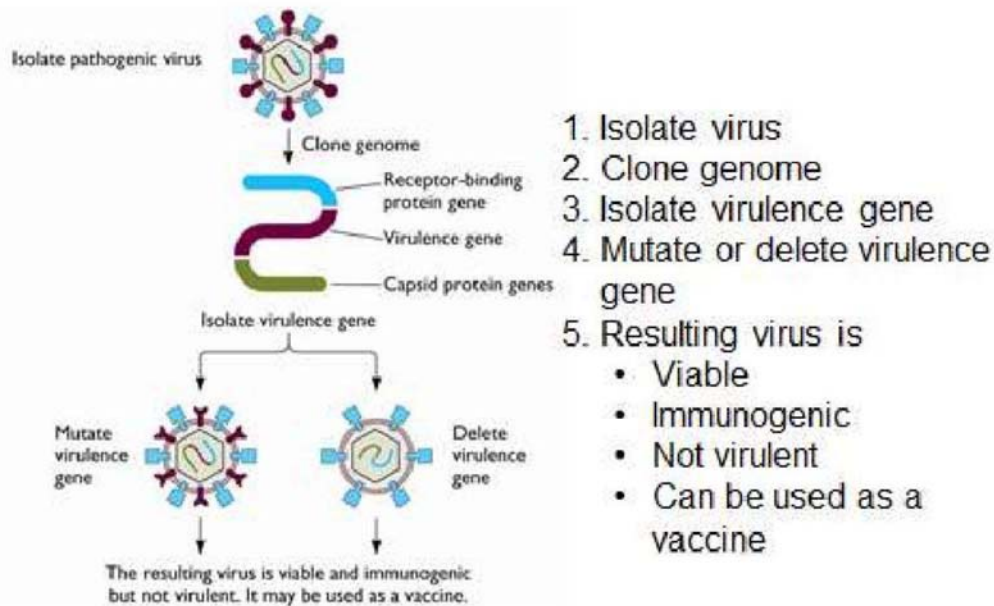 Isolate pathogenic virus
Clone genome
Receptor-binding
protein gene
Virulence gene
Capsid protein genes
Isolate virulence gene
Mutate
virulence
gene
Delete
virulence
gene
The resulting virus is viable and immunogenic
but not virulent. It may be used as a vaccine.
1. Isolate virus
2. Clone genome
3. Isolate virulence gene
4. Mutate or delete virulence
gene
5. Resulting virus is
• Viable
• Immunogenic
• Not virulent
• Can be used as a
vaccine